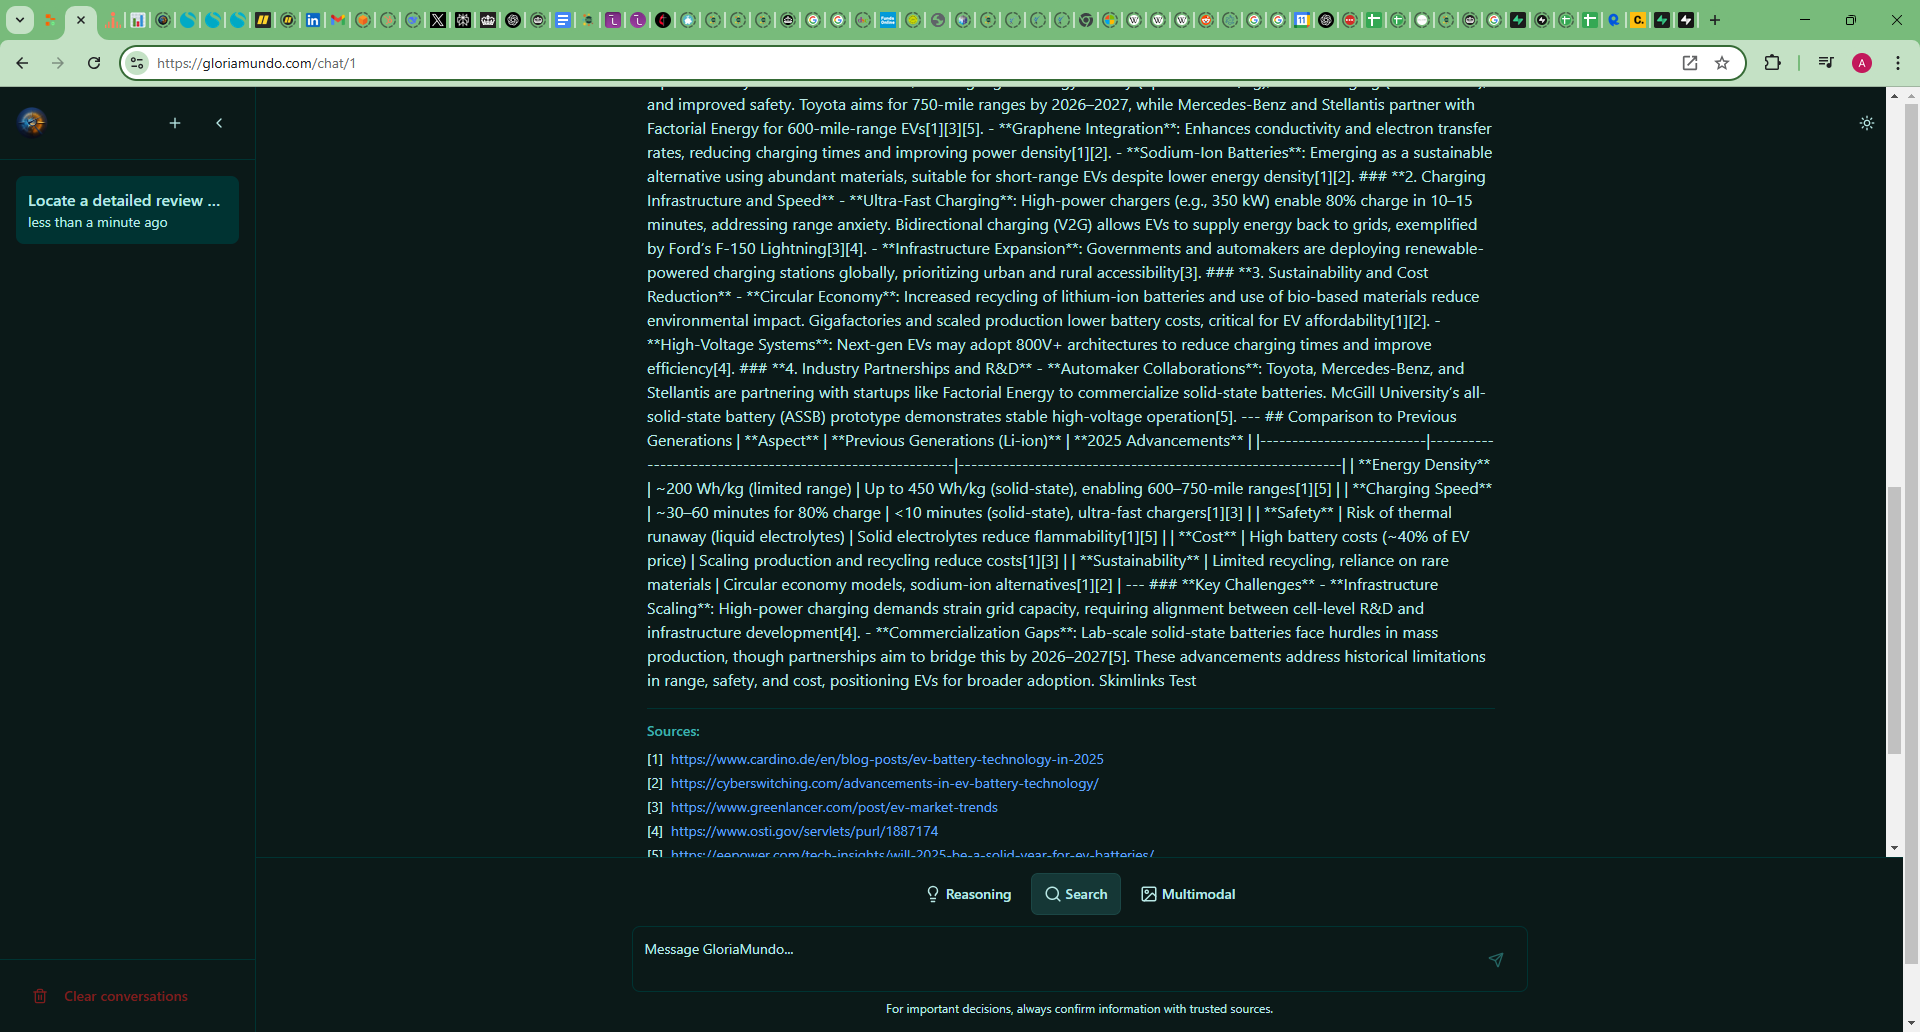 https://gloriamundo.com/chat/1
A
Locate a detailed review ...
less than a minute ago
and improved safety. Toyota aims for 750-mile ranges by 2026–2027, while Mercedes-Benz and Stellantis partner with
Factorial Energy for 600-mile-range EVs[1][3][5]. - **Graphene Integration**: Enhances conductivity and electron transfer
rates, reducing charging times and improving power density[1][2]. - **Sodium-Ion Batteries**: Emerging as a sustainable
alternative using abundant materials, suitable for short-range EVs despite lower energy density[1][2]. ### **2. Charging
Infrastructure and Speed** - **Ultra-Fast Charging**: High-power chargers (e.g., 350 kW) enable 80% charge in 10–15
minutes, addressing range anxiety. Bidirectional charging (V2G) allows EVs to supply energy back to grids, exemplified
by Ford’s F-150 Lightning[3][4]. - **Infrastructure Expansion**: Governments and automakers are deploying renewable-
powered charging stations globally, prioritizing urban and rural accessibility[3]. ### **3. Sustainability and Cost
Reduction** - **Circular Economy**: Increased recycling of lithium-ion batteries and use of bio-based materials reduce
environmental impact. Gigafactories and scaled production lower battery costs, critical for EV affordability[1][2]. -
**High-Voltage Systems**: Next-gen EVs may adopt 800V+ architectures to reduce charging times and improve
efficiency[4]. ### **4. Industry Partnerships and R&D** - **Automaker Collaborations**: Toyota, Mercedes-Benz, and
Stellantis are partnering with startups like Factorial Energy to commercialize solid-state batteries. McGill University’s all-
solid-state battery (ASSB) prototype demonstrates stable high-voltage operation[5]. --- ## Comparison to Previous
Generations | **Aspect** | **Previous Generations (Li-ion)** | **2025 Advancements** | |--------------------------|----------
------------------------------------------------|------------------------------------------------------------| | **Energy Density**
| ~200 Wh/kg (limited range) | Up to 450 Wh/kg (solid-state), enabling 600–750-mile ranges[1][5] | | **Charging Speed**
| ~30–60 minutes for 80% charge | <10 minutes (solid-state), ultra-fast chargers[1][3] | | **Safety** | Risk of thermal
runaway (liquid electrolytes) | Solid electrolytes reduce flammability[1][5] | | **Cost** | High battery costs (~40% of EV
price) | Scaling production and recycling reduce costs[1][3] | | **Sustainability** | Limited recycling, reliance on rare
materials | Circular economy models, sodium-ion alternatives[1][2] | --- ### **Key Challenges** - **Infrastructure
Scaling**: High-power charging demands strain grid capacity, requiring alignment between cell-level R&D and
infrastructure development[4]. - **Commercialization Gaps**: Lab-scale solid-state batteries face hurdles in mass
production, though partnerships aim to bridge this by 2026–2027[5]. These advancements address historical limitations
in range, safety, and cost, positioning EVs for broader adoption. Skimlinks Test
Sources:
[1] https://www.cardino.de/en/blog-posts/ev-battery-technology-in-2025
[2] https://cyberswitching.com/advancements-in-ev-battery-technology/
[3] https://www.greenlancer.com/post/ev-market-trends
[4] https://www.osti.gov/servlets/purl/1887174
[5] https://eepower.com/tech-insights/will-2025-be-a-solid-year-for-ev-batteries/
Reasoning
Search
Multimodal
Message GloriaMundo...
Clear conversations
For important decisions, always confirm information with trusted sources.